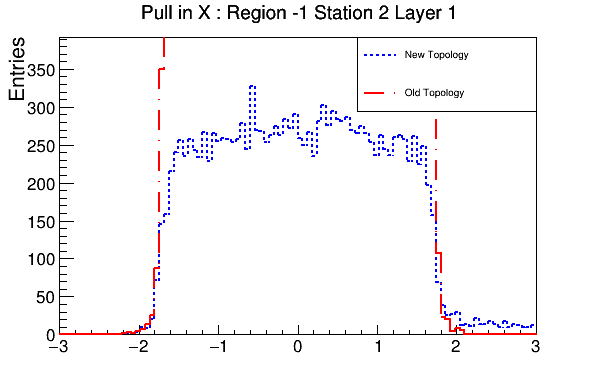 Pull in X : Region -1 Station 2 Layer 1
Entries
New Topology
Old Topology
350
300
250
200
150
100
50
0
−3 −2 −1 0 1 2 3